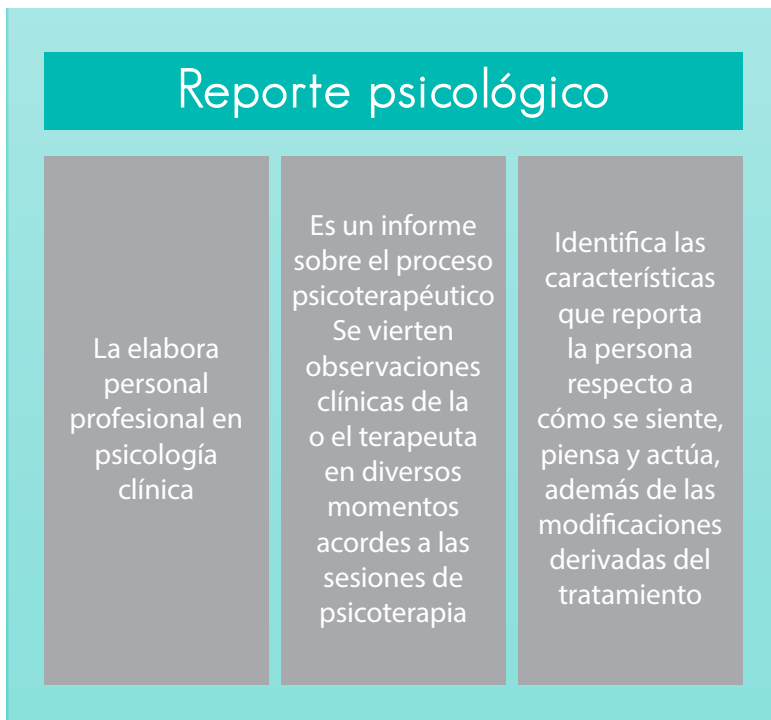 Reporte psicológico
La elabora
personal
profesional en
psicología
clínica
Es un informe
sobre el proceso
psicoterapéutico
Se vierten
observaciones
clínicas de la
o el terapeuta
en diversos
momentos
acordes a las
sesiones de
psicoterapia
Identifica las
característísticas
que reporta
la persona
respecto a
cómo se siente,
piensa y actúa,
además de las
modificaciones
derivadas del
tratamiento